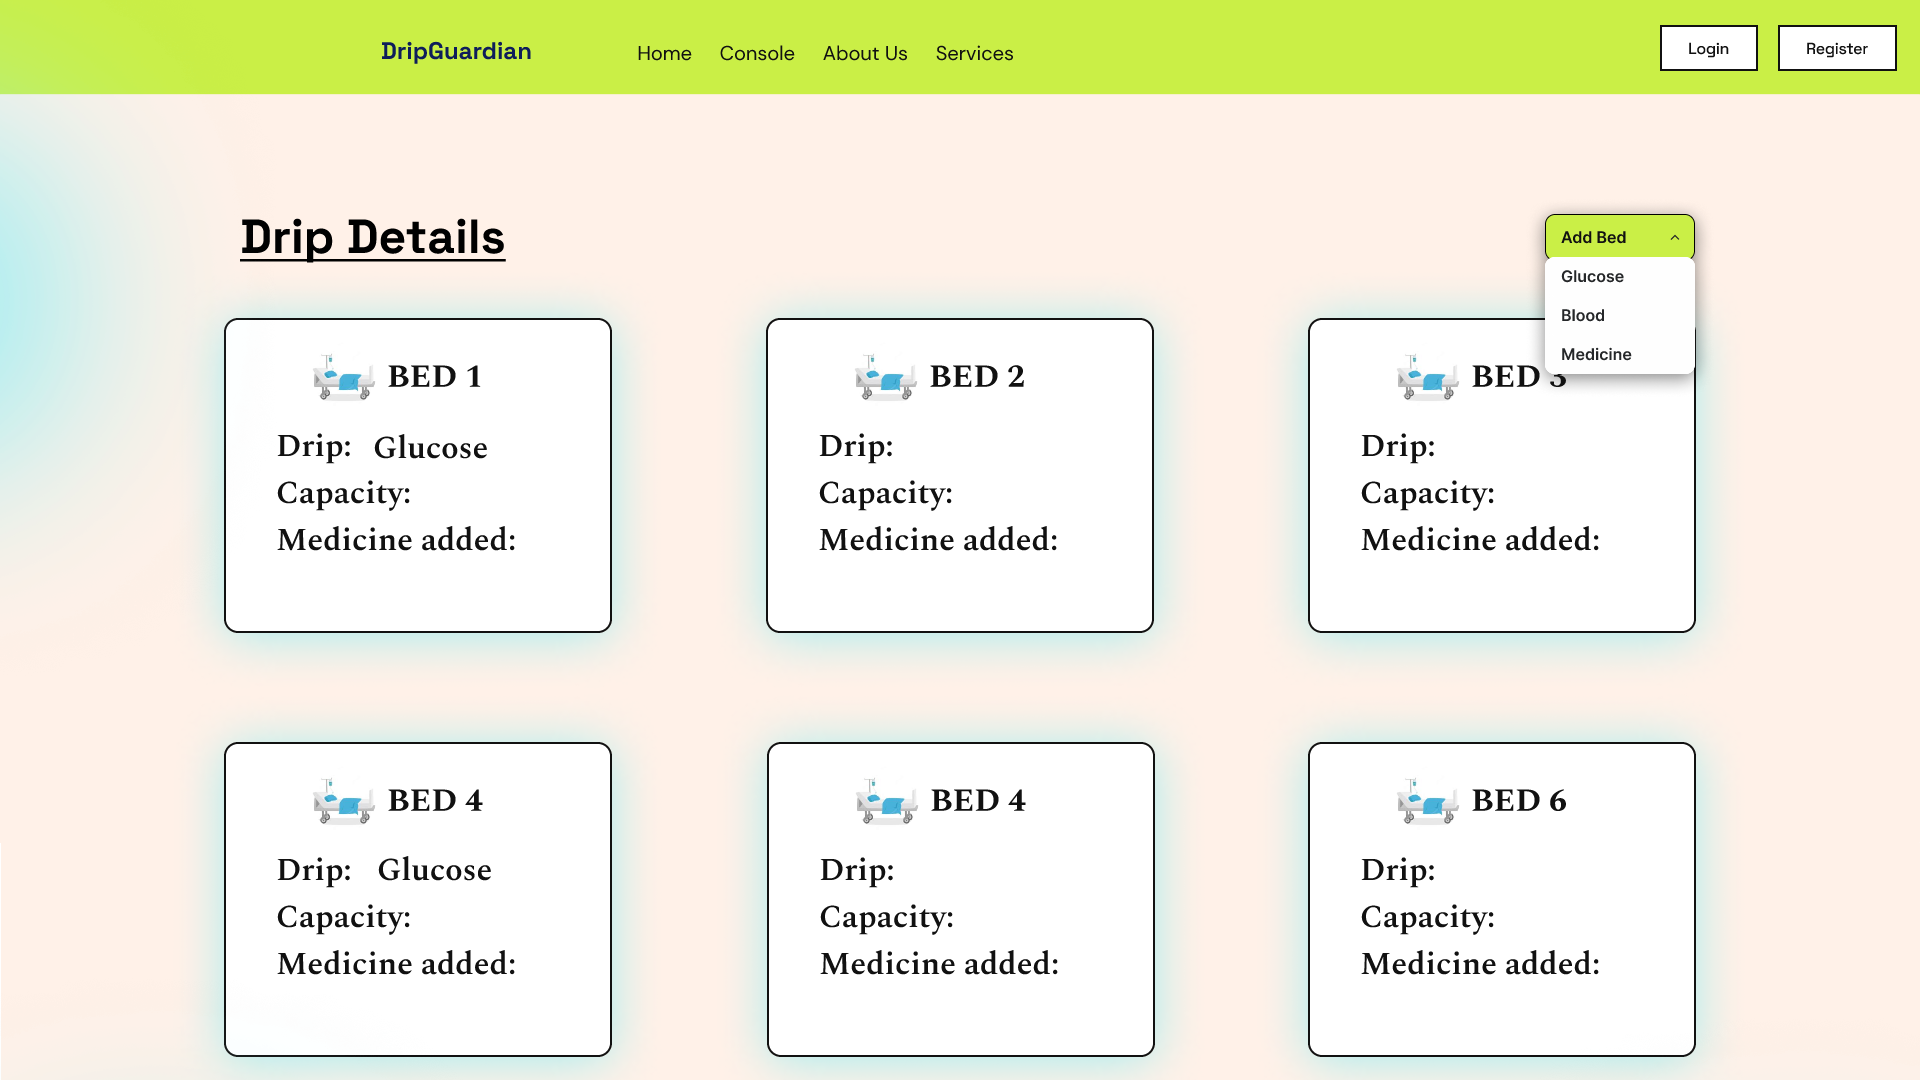 DripGuardian
Home Console About Us Services
Login
Register
Drip Details
Add Bed
Glucose
Blood
Medicine
BED 1
Drip: Glucose
Capacity:
Medicine added:
BED 2
Drip:
Capacity:
Medicine added:
BED 3
Drip:
Capacity:
Medicine added:
BED 4
Drip: Glucose
Capacity:
Medicine added:
BED 4
Drip:
Capacity:
Medicine added:
BED 6
Drip:
Capacity:
Medicine added: